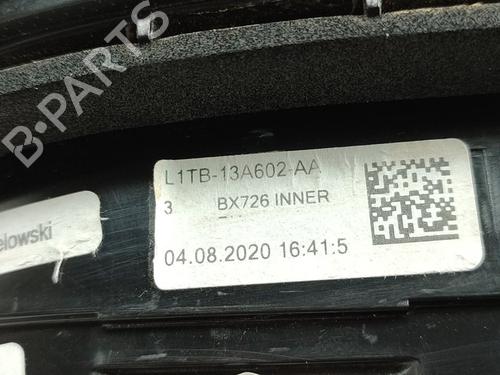 B-PARTS
L1TB-13A602-AA
3 BX726 INNER
04.08.2020 16:41:5
elowski